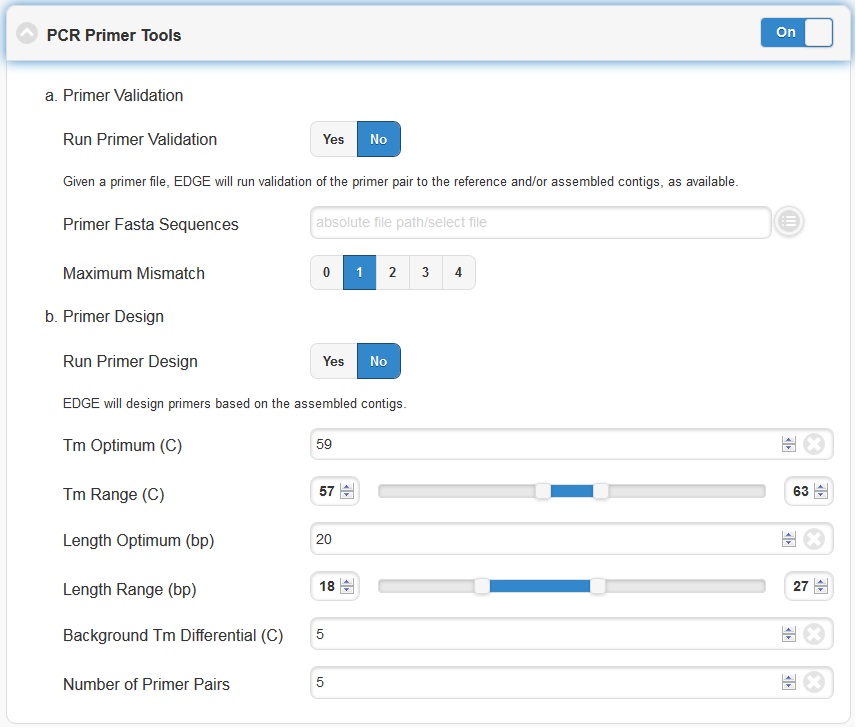 PCR Primer Tools On
a. Primer Validation
Run Primer Validation Yes No
Given a primer file, EDGE will run validation of the primer pair to the reference and/or assembled contigs, as available.
Primer Fasta Sequences absolute file path/select file
Maximum Mismatch 0 1 2 3 4
b. Primer Design
Run Primer Design Yes No
EDGE will design primers based on the assembled contigs.
Tm Optimum (C) 59
Tm Range (C) 57 63
Length Optimum (bp) 20
Length Range (bp) 18 27
Background Tm Differential (C) 5
Number of Primer Pairs 5